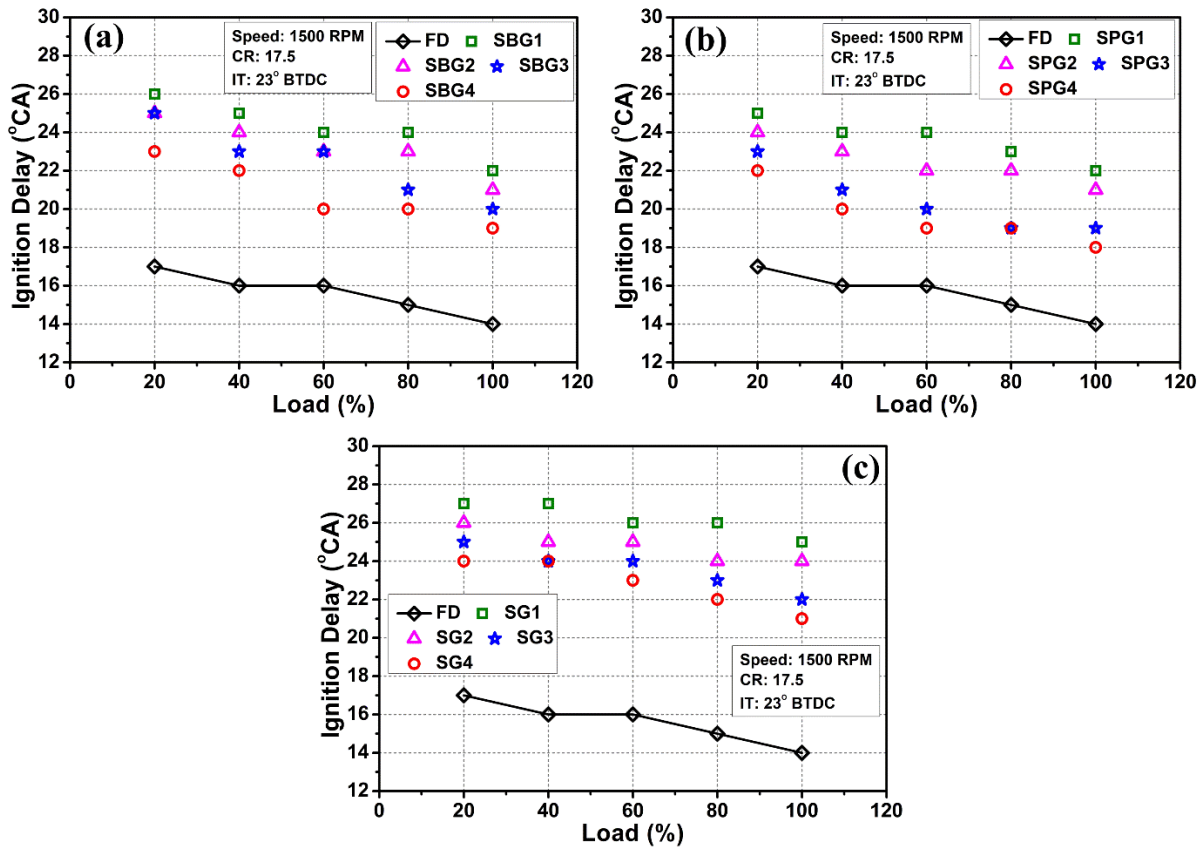 (a)
Speed: 1500 RPM
CR: 17.5
IT: 23° BTDC
FD SBG1
SBG2 SBG3
SBG4
Ignition Delay (°CA)
30
28
26
24
22
20
18
16
14
12
0 20 40 60 80 100 120
Load (%)
(b)
Speed: 1500 RPM
CR: 17.5
IT: 23° BTDC
FD SPG1
SPG2 SPG3
SPG4
Ignition Delay (°CA)
30
28
26
24
22
20
18
16
14
12
0 20 40 60 80 100 120
Load (%)
(c)
FD SG1
SG2 SG3
SG4
Speed: 1500 RPM
CR: 17.5
IT: 23° BTDC
Ignition Delay (°CA)
30
28
26
24
22
20
18
16
14
12
0 20 40 60 80 100 120
Load (%)